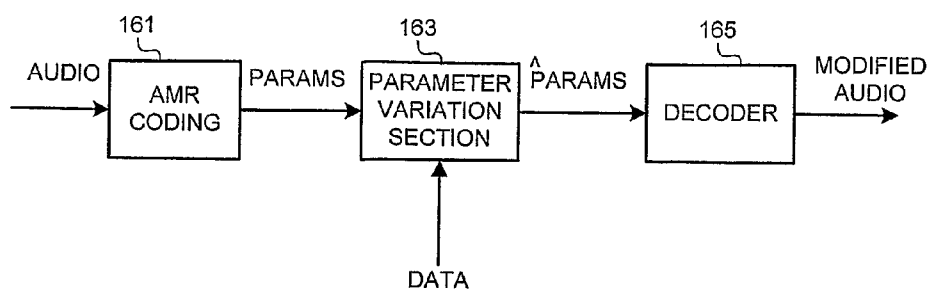 161
163
165
AUDIO
AMR
CODING
PARAMS
PARAMETER
VARIATION
SECTION
^PARAMS
DECODER
MODIFIED
AUDIO
DATA